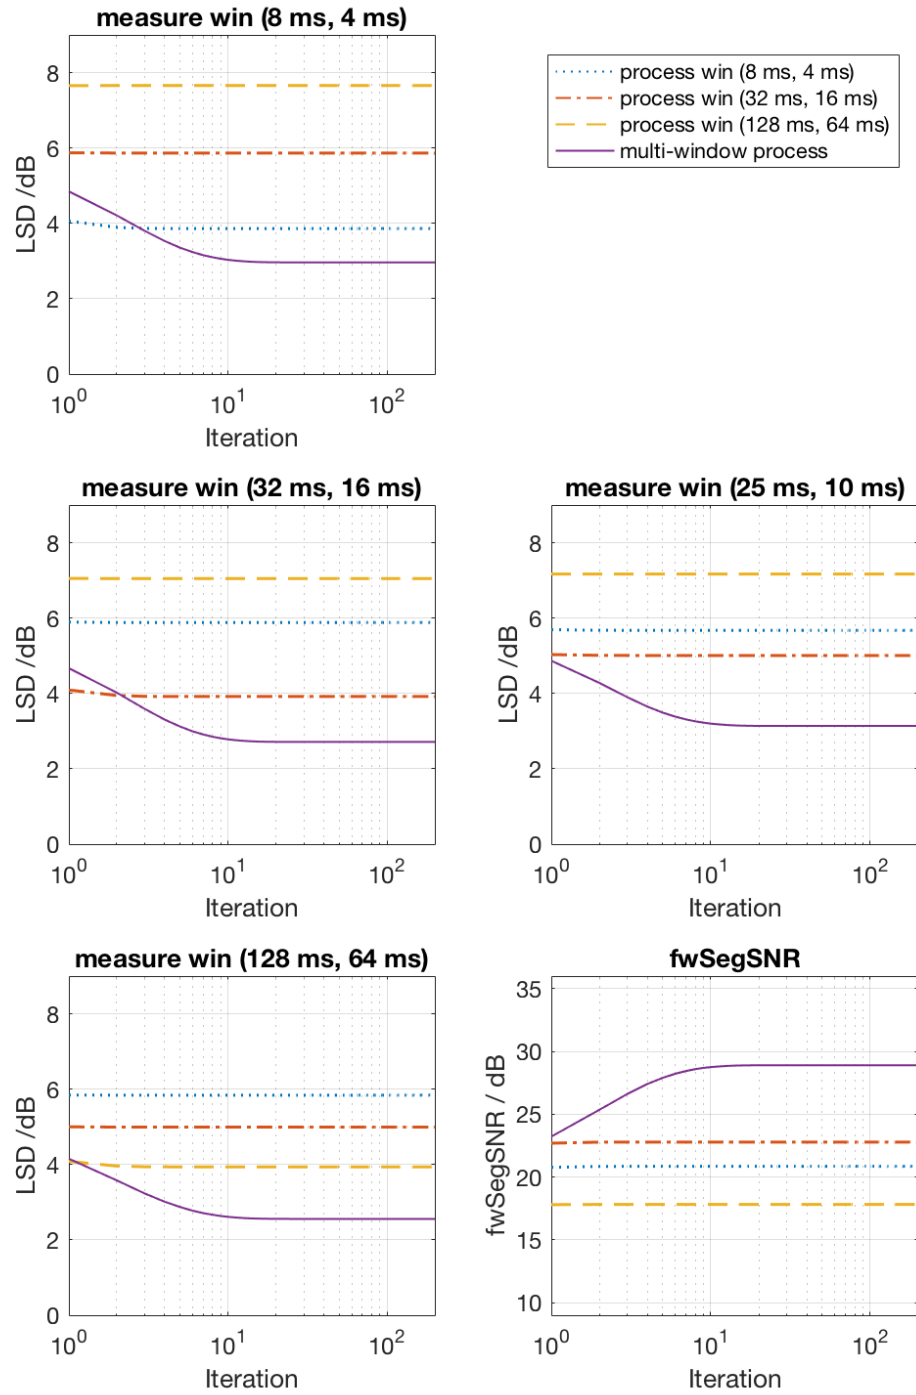 measure win (8 ms, 4 ms)
8
6
4
2
0
LSD /dB
10^0
10^1
10^2
Iteration
process win (8 ms, 4 ms)
process win (32 ms, 16 ms)
process win (128 ms, 64 ms)
multi-window process
measure win (32 ms, 16 ms)
8
6
4
2
0
LSD /dB
10^0
10^1
10^2
Iteration
measure win (25 ms, 10 ms)
8
6
4
2
0
LSD /dB
10^0
10^1
10^2
Iteration
measure win (128 ms, 64 ms)
8
6
4
2
0
LSD /dB
10^0
10^1
10^2
Iteration
fwSegSNR
35
30
25
20
15
10
fwSegSNR / dB
10^0
10^1
10^2
Iteration